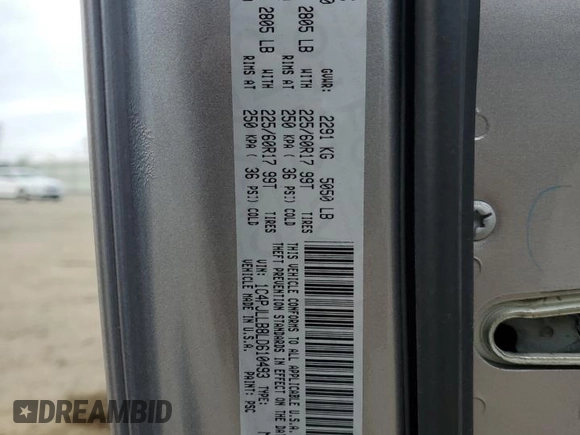 GVWR: 2291 KG 5050 LB
2805 LB WITH 225/60R17 99T TIRES
RIMS AT 250 KPA ( 36 PSI) COLD
2805 LB WITH 225/60R17 99T TIRES
RIMS AT 250 KPA ( 36 PSI) COLD
THIS VEHICLE CONFORMS TO ALL APPLICABLE U.S.A.
THEFT PREVENTION STANDARDS IN EFFECT ON THE
VIN: 1C4PJLLB8LD610493 TYPE:
VEHICLE MADE IN U.S.A. PAINT: PSC
DREAMBID